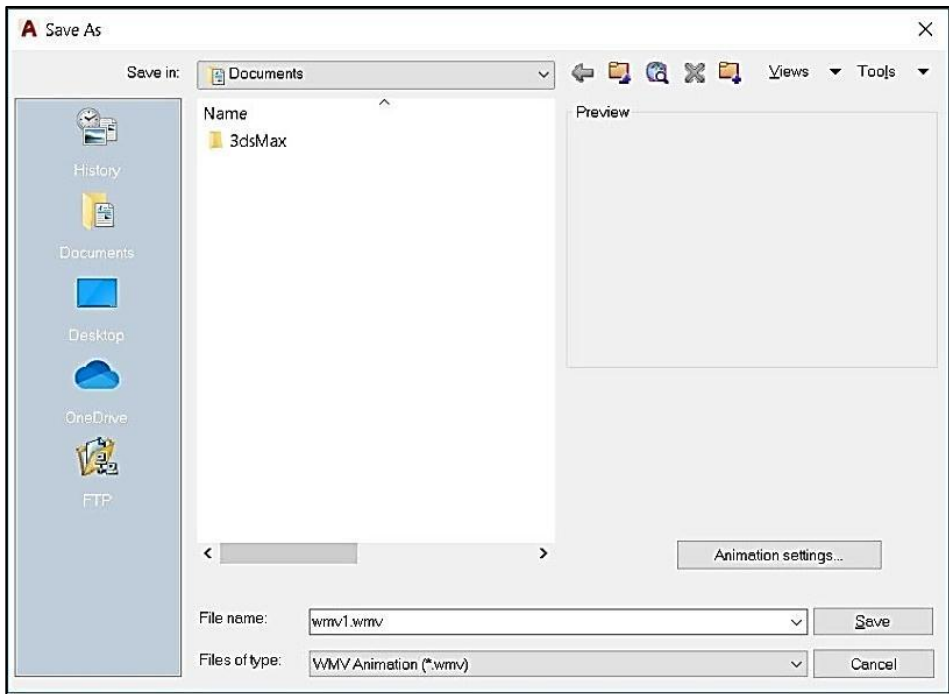 A Save As
Save in: Documents Views Tools
History
Documents
Desktop
OneDrive
FTP
Name
3dsMax
Preview
Animation settings...
File name: wmv1.wmv Save
Files of type: WMV Animation (*.wmv) Cancel